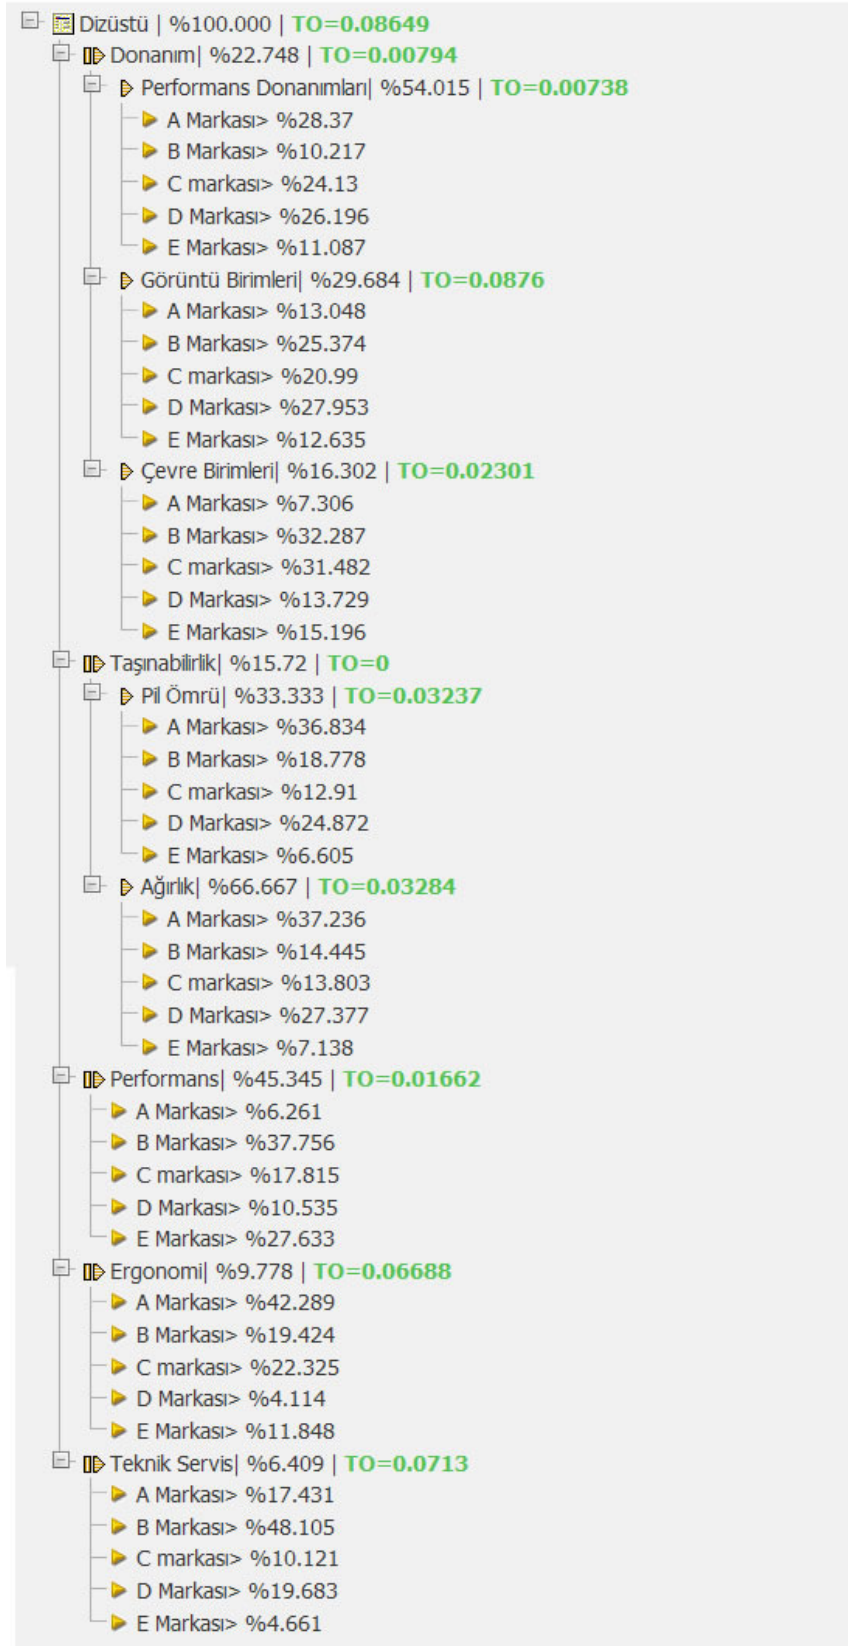 Dizüstü | %100.000 | TO=0.08649
Donanım| %22.748 | TO=0.00794
Performans Donanımları| %54.015 | TO=0.00738
A Markası> %28.37
B Markası> %10.217
C markası> %24.13
D Markası> %26.196
E Markası> %11.087
Görüntü Birimleri| %29.684 | TO=0.0876
A Markası> %13.048
B Markası> %25.374
C markası> %20.99
D Markası> %27.953
E Markası> %12.635
Çevre Birimleri| %16.302 | TO=0.02301
A Markası> %7.306
B Markası> %32.287
C markası> %31.482
D Markası> %13.729
E Markası> %15.196
Taşınabilirlik| %15.72 | TO=0
Pil Ömrü| %33.333 | TO=0.03237
A Markası> %36.834
B Markası> %18.778
C markası> %12.91
D Markası> %24.872
E Markası> %6.605
Ağırlık| %66.667 | TO=0.03284
A Markası> %37.236
B Markası> %14.445
C markası> %13.803
D Markası> %27.377
E Markası> %7.138
Performans| %45.345 | TO=0.01662
A Markası> %6.261
B Markası> %37.756
C markası> %17.815
D Markası> %10.535
E Markası> %27.633
Ergonomi| %9.778 | TO=0.06688
A Markası> %42.289
B Markası> %19.424
C markası> %22.325
D Markası> %4.114
E Markası> %11.848
Teknik Servis| %6.409 | TO=0.0713
A Markası> %17.431
B Markası> %48.105
C markası> %10.121
D Markası> %19.683
E Markası> %4.661